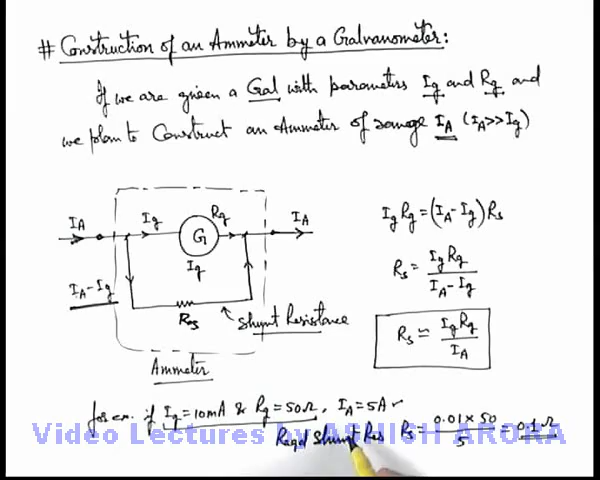 # Construction of an Ammeter by a Galvanometer:
If we are given a Gal with parameters Ig and Rg and
we plan to Construct an Ammeter of range IA (IA>>Ig)
IA
Ig
Rg
IA
G
Ig
IA-Ig
Shunt Resistance
Ammeter
IgRg=(IA-Ig)Rs
Rs = IgRg / IA-Ig
Rs ≃ IgRg / IA
for ex. if Ig=10mA & Rg=50Ω, IA=5A
Video Lectures by ASHISH ARORA
Reqd Shunt Res Rs = 0.01×50 / 5 = 0.1Ω